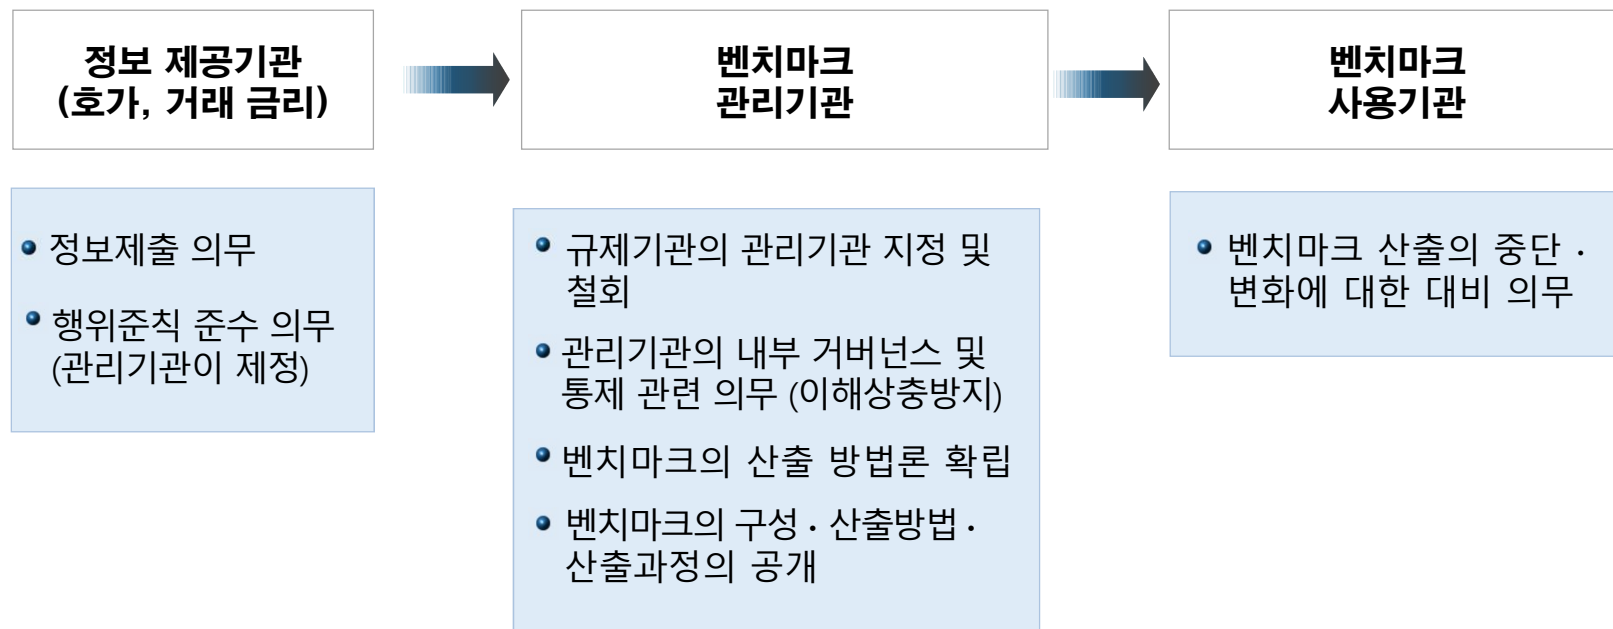 정보 제공기관
(호가, 거래 금리)
벤치마크
관리기관
벤치마크
사용기관
정보제출 의무
행위준칙 준수 의무
(관리기관이 제정)
규제기관의 관리기관 지정 및
철회
관리기관의 내부 거버넌스 및
통제 관련 의무 (이해상충방지)
벤치마크의 산출 방법론 확립
벤치마크의 구성·산출방법·
산출과정의 공개
벤치마크 산출의 중단·
변화에 대한 대비 의무